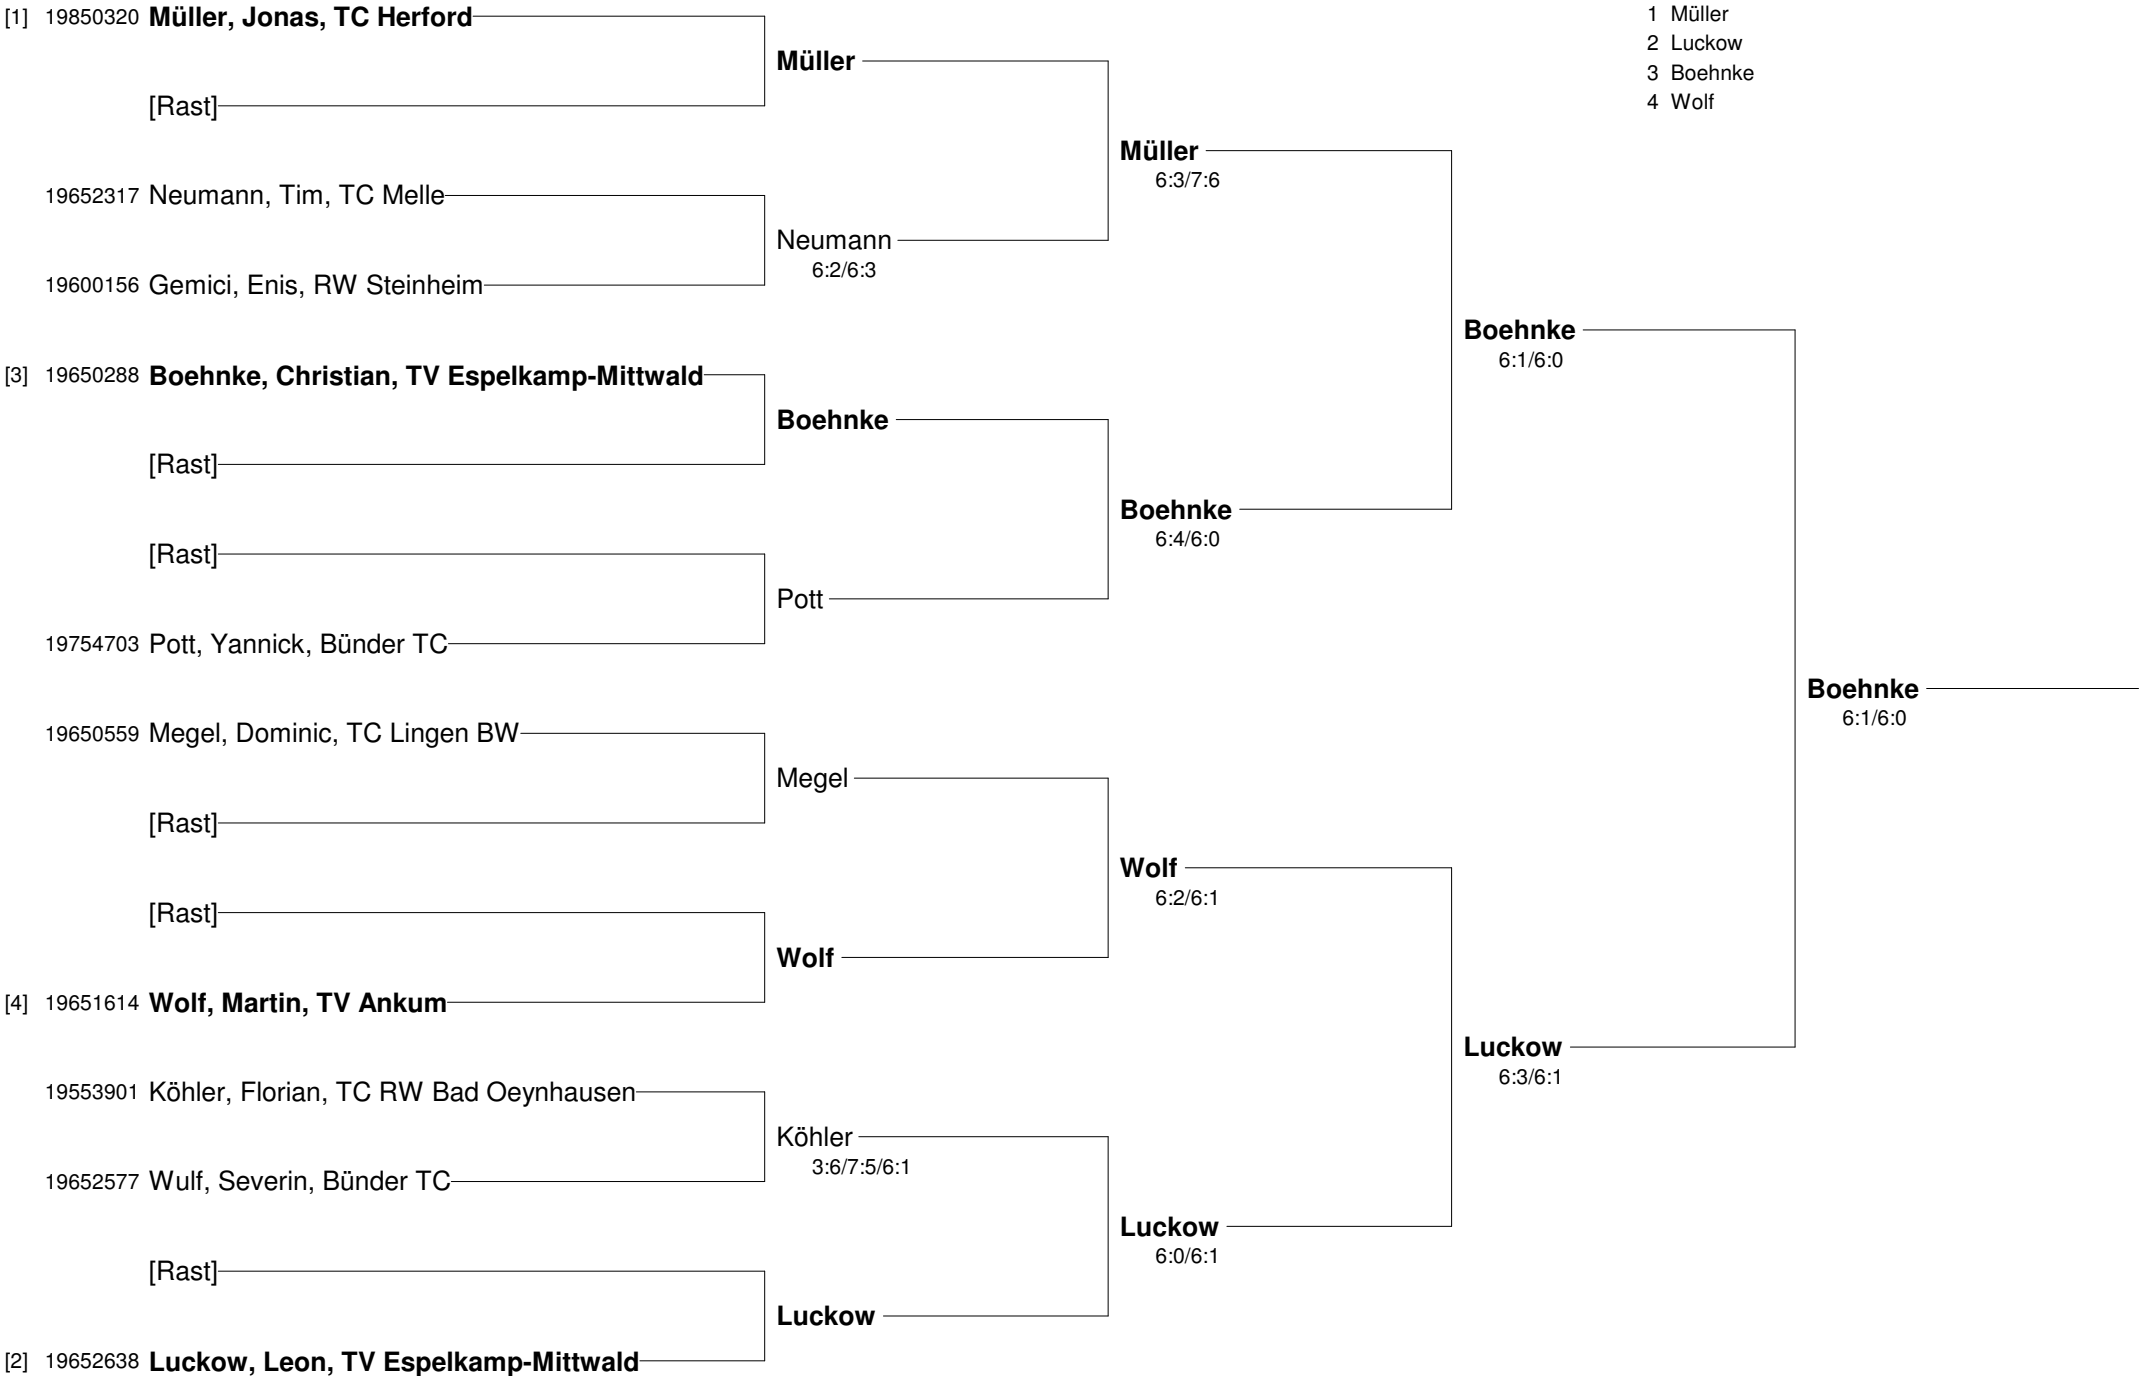 [1] 19850320 Müller, Jonas, TC Herford
[Rast]
19652317 Neumann, Tim, TC Melle
19600156 Gemici, Enis, RW Steinheim
[3] 19650288 Boehnke, Christian, TV Espelkamp-Mittwald
[Rast]
[Rast]
19754703 Pott, Yannick, Bünder TC
19650559 Megel, Dominic, TC Lingen BW
[Rast]
[Rast]
[4] 19651614 Wolf, Martin, TV Ankum
19553901 Köhler, Florian, TC RW Bad Oeynhausen
19652577 Wulf, Severin, Bünder TC
[Rast]
[2] 19652638 Luckow, Leon, TV Espelkamp-Mittwald
Müller
Neumann
6:2/6:3
Boehnke
Pott
Megel
Wolf
Köhler
3:6/7:5/6:1
Luckow
Müller
6:3/7:6
Boehnke
6:4/6:0
Wolf
6:2/6:1
Luckow
6:0/6:1
Boehnke
6:1/6:0
Luckow
6:3/6:1
Boehnke
6:1/6:0
1 Müller
2 Luckow
3 Boehnke
4 Wolf